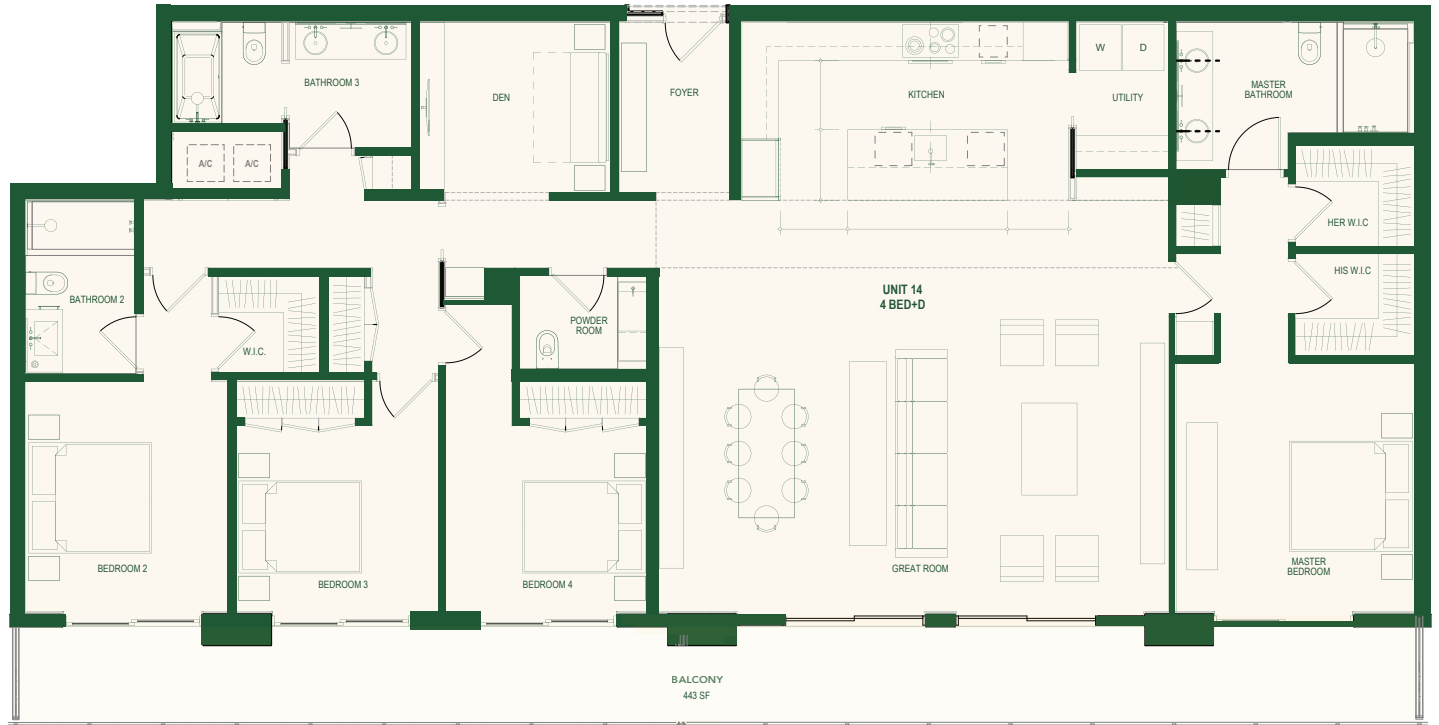 BATHROOM 3
DEN
FOYER
KITCHEN
W
D
UTILITY
MASTER
BATHROOM
A/C
A/C
HER W.I.C
HIS W.I.C
BATHROOM 2
W.I.C.
POWDER
ROOM
UNIT 14
4 BED+D
BEDROOM 2
BEDROOM 3
BEDROOM 4
GREAT ROOM
MASTER
BEDROOM
BALCONY
443 SF